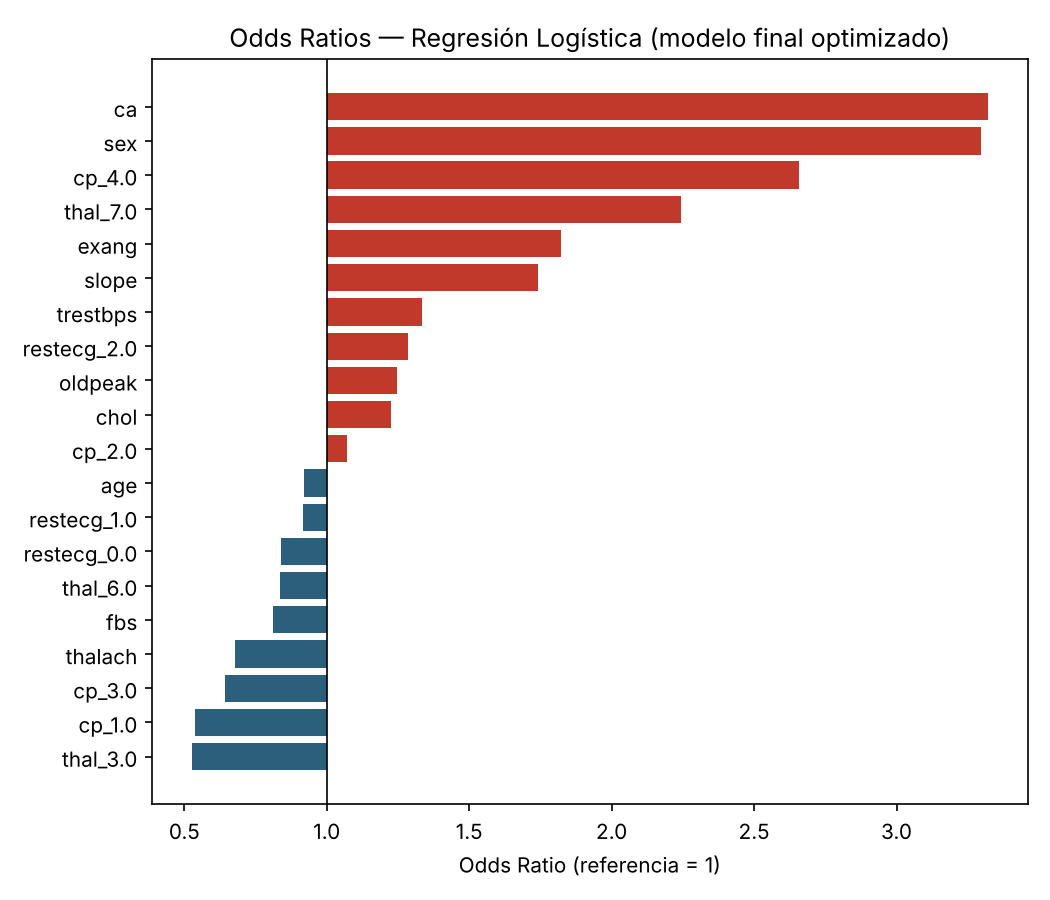 Odds Ratios — Regresión Logística (modelo final optimizado)
ca
sex
cp_4.0
thal_7.0
exang
slope
trestbps
restecg_2.0
oldpeak
chol
cp_2.0
age
restecg_1.0
restecg_0.0
thal_6.0
fbs
thalach
cp_3.0
cp_1.0
thal_3.0
0.5 1.0 1.5 2.0 2.5 3.0
Odds Ratio (referencia = 1)